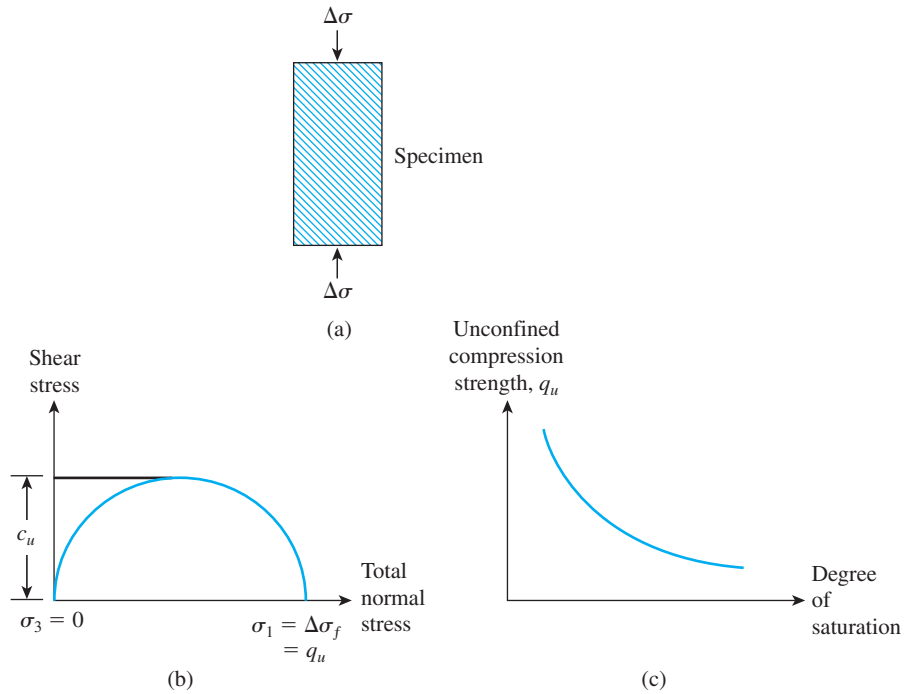 Δσ
Specimen
Δσ
(a)
Shear
stress
c_u
σ_3 = 0
σ_1 = Δσ_f
= q_u
Total
normal
stress
(b)
Unconfined
compression
strength, q_u
Degree
of
saturation
(c)